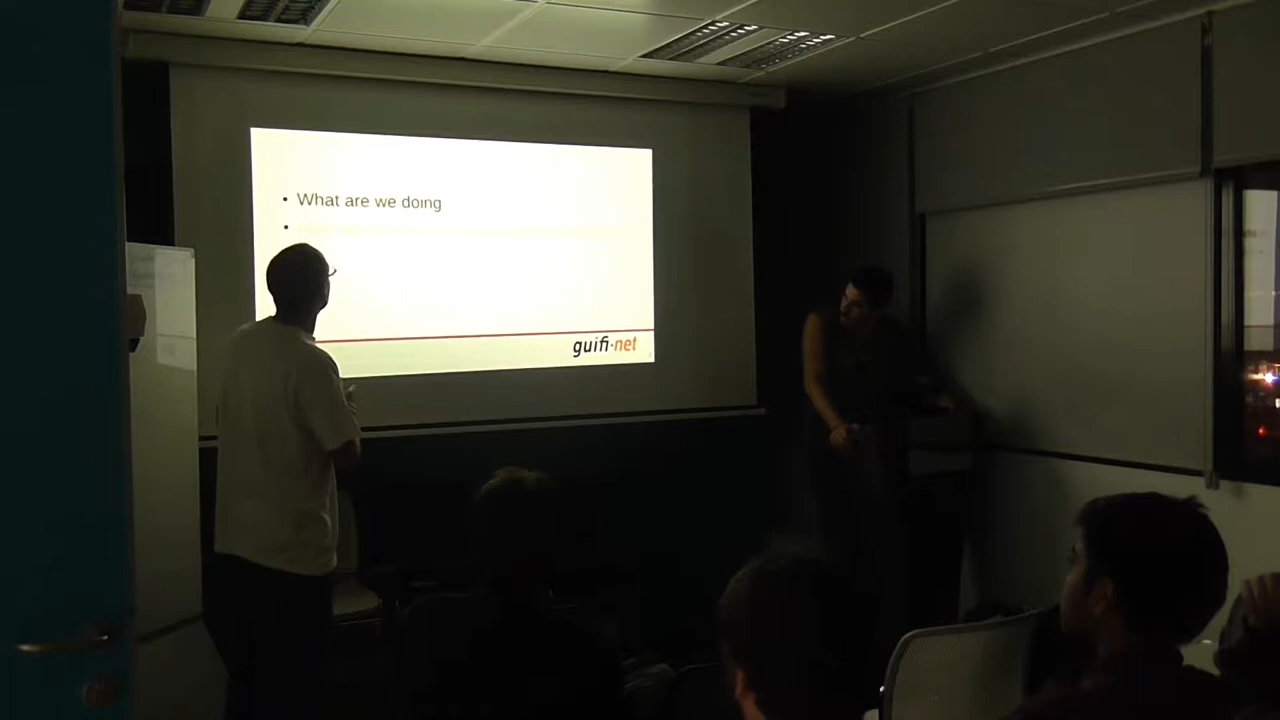 • What are we doing
•
guifi·net